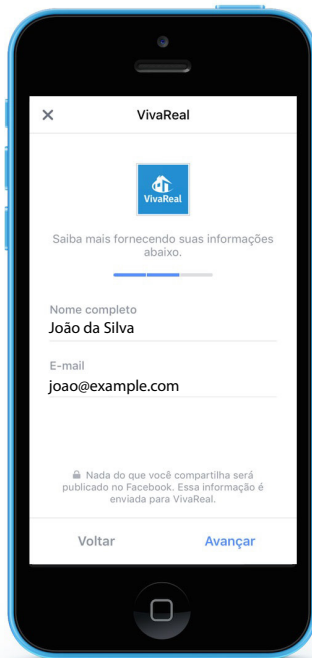 VivaReal
VivaReal
Saiba mais fornecendo suas informações
abaixo.
Nome completo
João da Silva
E-mail
joao@example.com
Nada do que você compartilha será
publicado no Facebook. Essa informação é
enviada para VivaReal.
Voltar Avançar